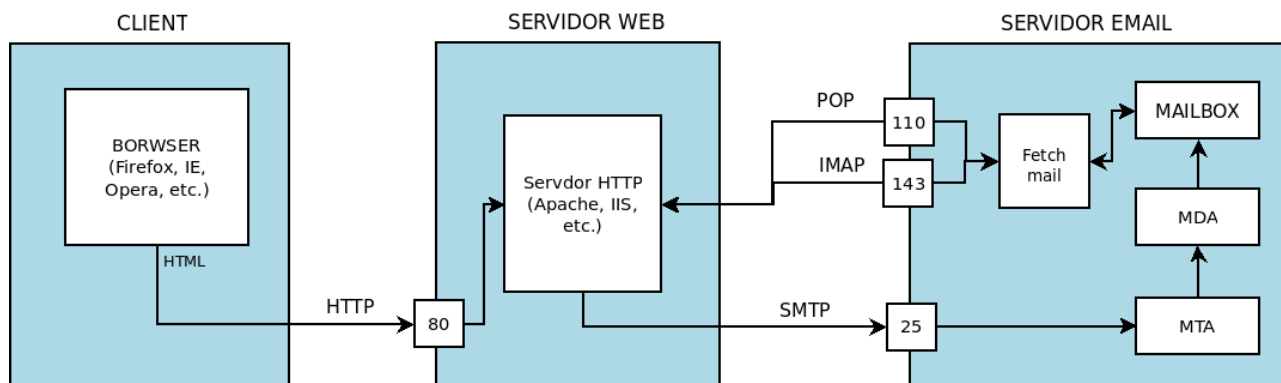 CLIENT
BORWSER
(Firefox, IE,
Opera, etc.)
HTML
HTTP
SERVIDOR WEB
80
Servdor HTTP
(Apache, IIS,
etc.)
POP
IMAP
SMTP
SERVIDOR EMAIL
110
143
25
Fetch
mail
MAILBOX
MDA
MTA